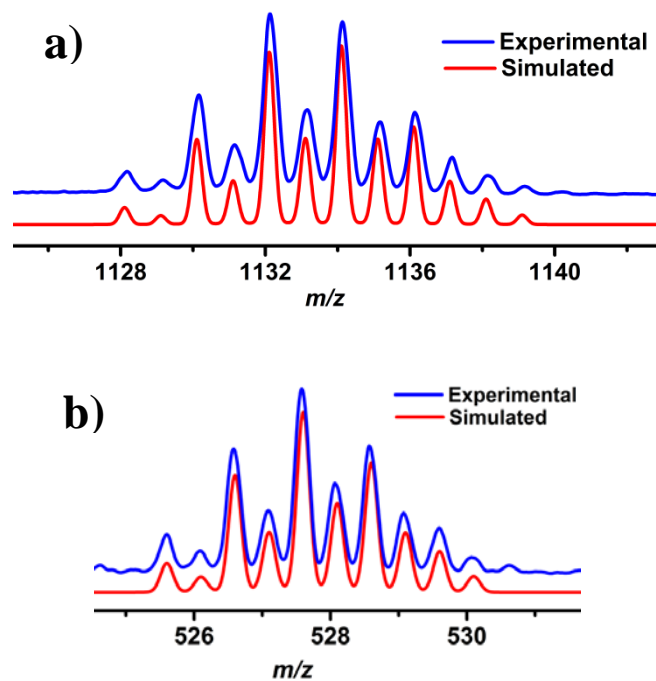 a)
Experimental
Simulated
1128 1132 1136 1140
m/z
b)
Experimental
Simulated
526 528 530
m/z